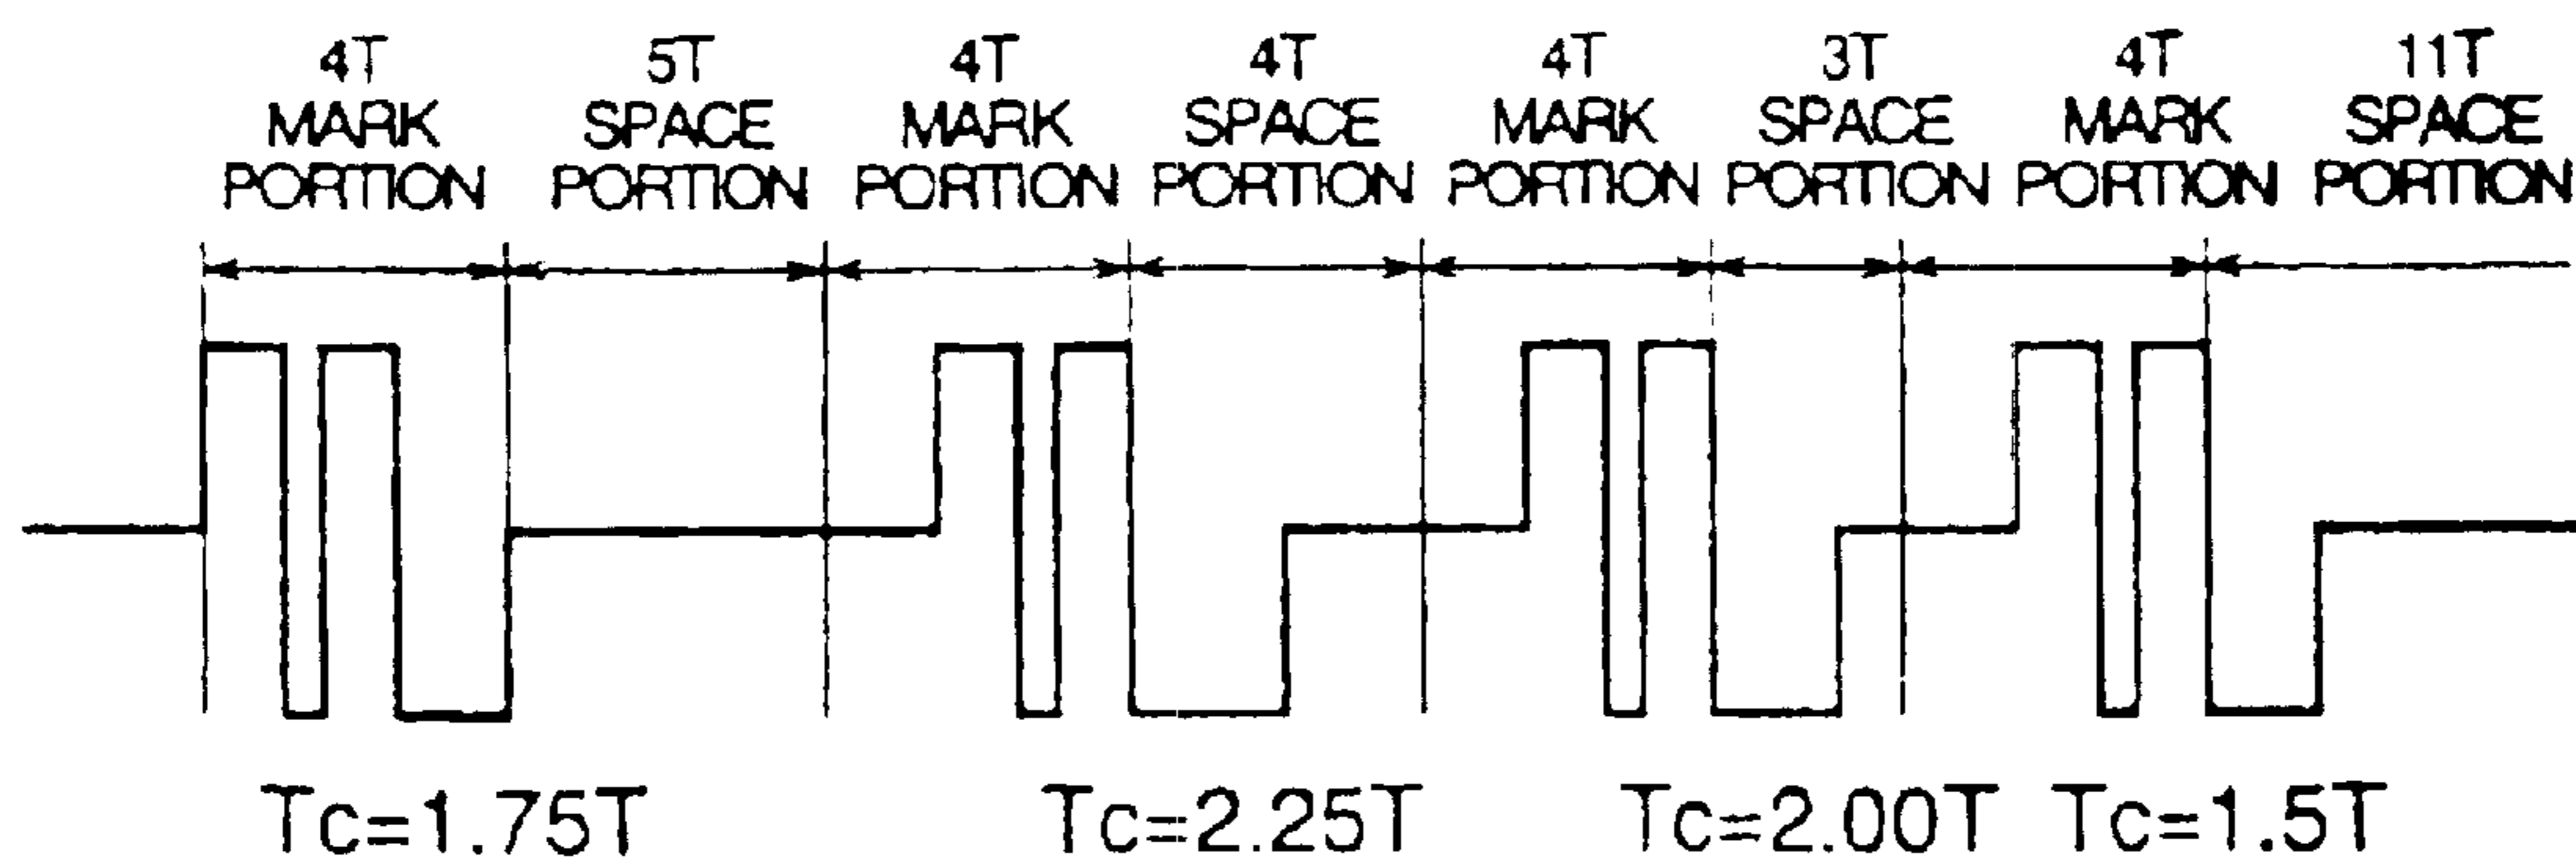 4T 5T 4T 4T 4T 3T 4T 11T
MARK SPACE MARK SPACE MARK SPACE MARK SPACE
PORTION PORTION PORTION PORTION PORTION PORTION PORTION PORTION
Tc=1.75T Tc=2.25T Tc=2.00T Tc=1.5T